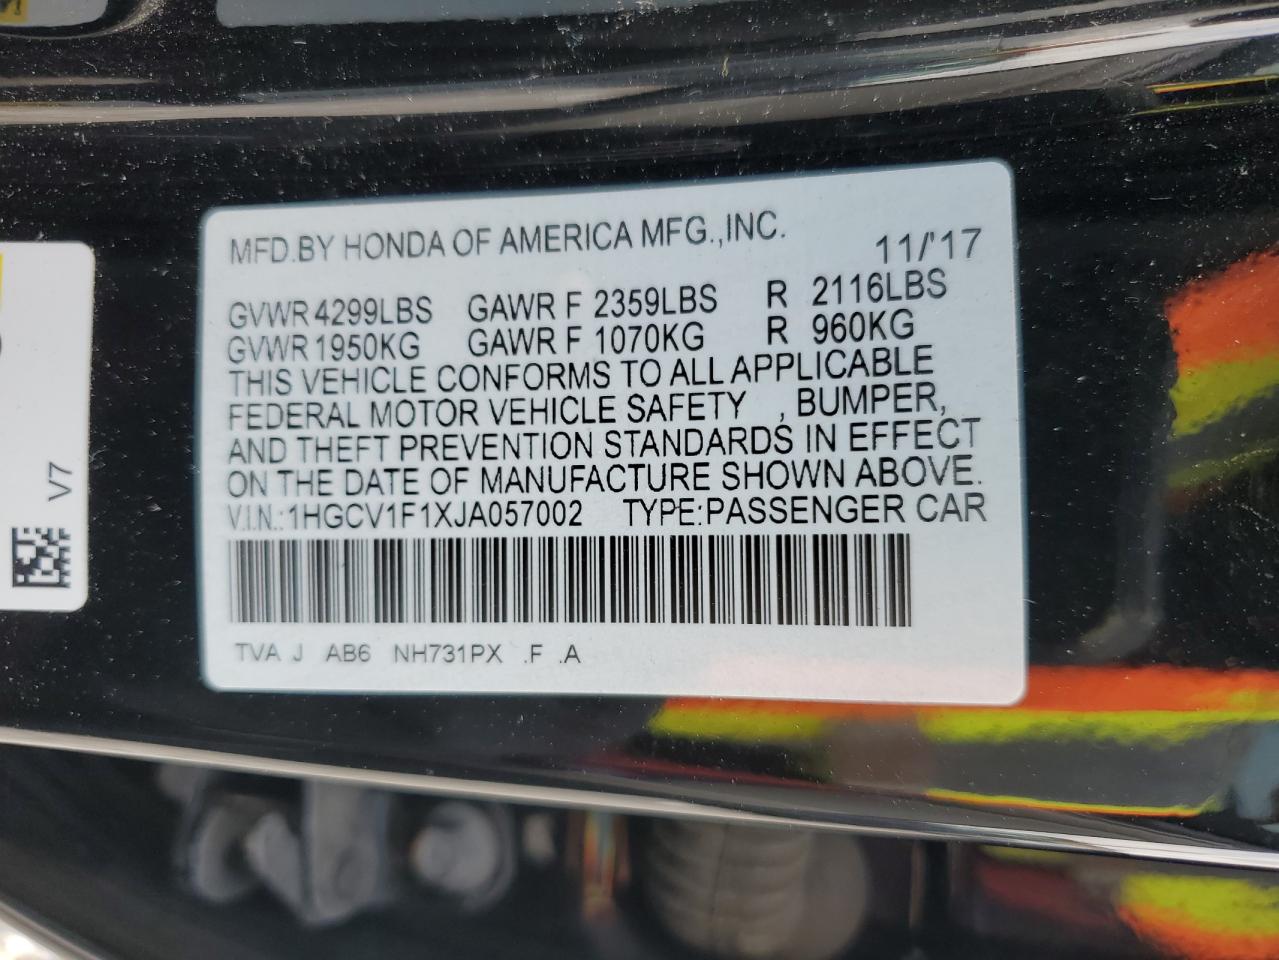 MFD.BY HONDA OF AMERICA MFG.,INC.
11/'17
GVWR 4299LBS GAWR F 2359LBS R 2116LBS
GVWR 1950KG GAWR F 1070KG R 960KG
THIS VEHICLE CONFORMS TO ALL APPLICABLE
FEDERAL MOTOR VEHICLE SAFETY , BUMPER,
AND THEFT PREVENTION STANDARDS IN EFFECT
ON THE DATE OF MANUFACTURE SHOWN ABOVE.
V.I.N.:1HGCV1F1XJA057002 TYPE:PASSENGER CAR
TVA J AB6 NH731PX .F .A
V7